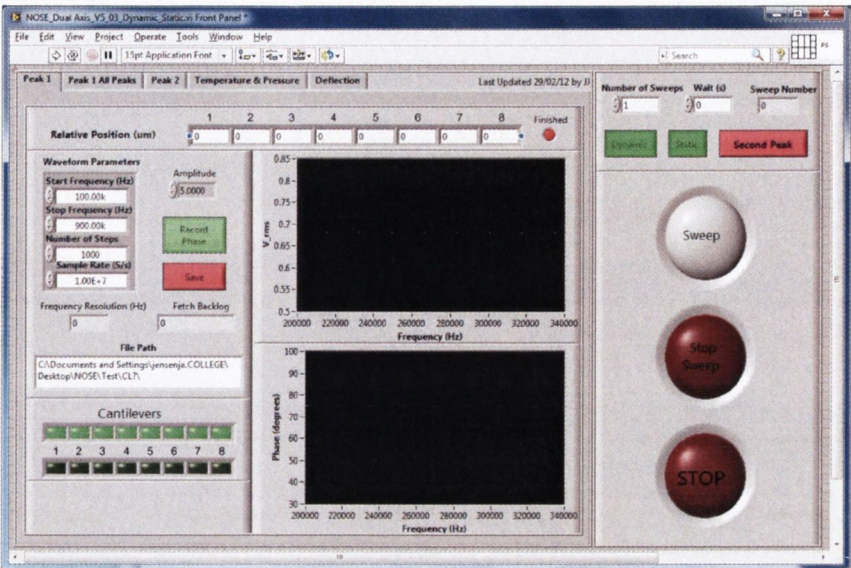 NOSE_Dual Axis_V5_03_Dynamic_Static.vi Front Panel *
File Edit View Project Operate Tools Window Help
15pt Application Font
Search
Peak 1 Peak 1 All Peaks Peak 2 Temperature & Pressure Deflection
Last Updated 29/02/12 by JJ
Number of Sweeps Wait (s) Sweep Number
1 0 0
Dynamic Static Second Peak
1 2 3 4 5 6 7 8 Finished
Relative Position (um) 0 0 0 0 0 0 0 0
Waveform Parameters
Start Frequency (Hz)
100.00k
Stop Frequency (Hz)
900.00k
Number of Steps
1000
Sample Rate (S/s)
1.00E+7
Amplitude
5.0000
Record
Phase
Save
Frequency Resolution (Hz) Fetch Backlog
0 0
File Path
C:\Documents and Settings\jensenja.COLLEGE\
Desktop\NOSE\Test\CL7\
Cantilevers
1 2 3 4 5 6 7 8
0.85
0.8
0.75
0.7
0.65
0.6
0.55
0.5
V_rms
200000 220000 240000 260000 280000 300000 320000 340000
Frequency (Hz)
100
90
80
70
60
50
40
30
Phase (degrees)
200000 220000 240000 260000 280000 300000 320000 340000
Frequency (Hz)
Sweep
Stop
Sweep
STOP